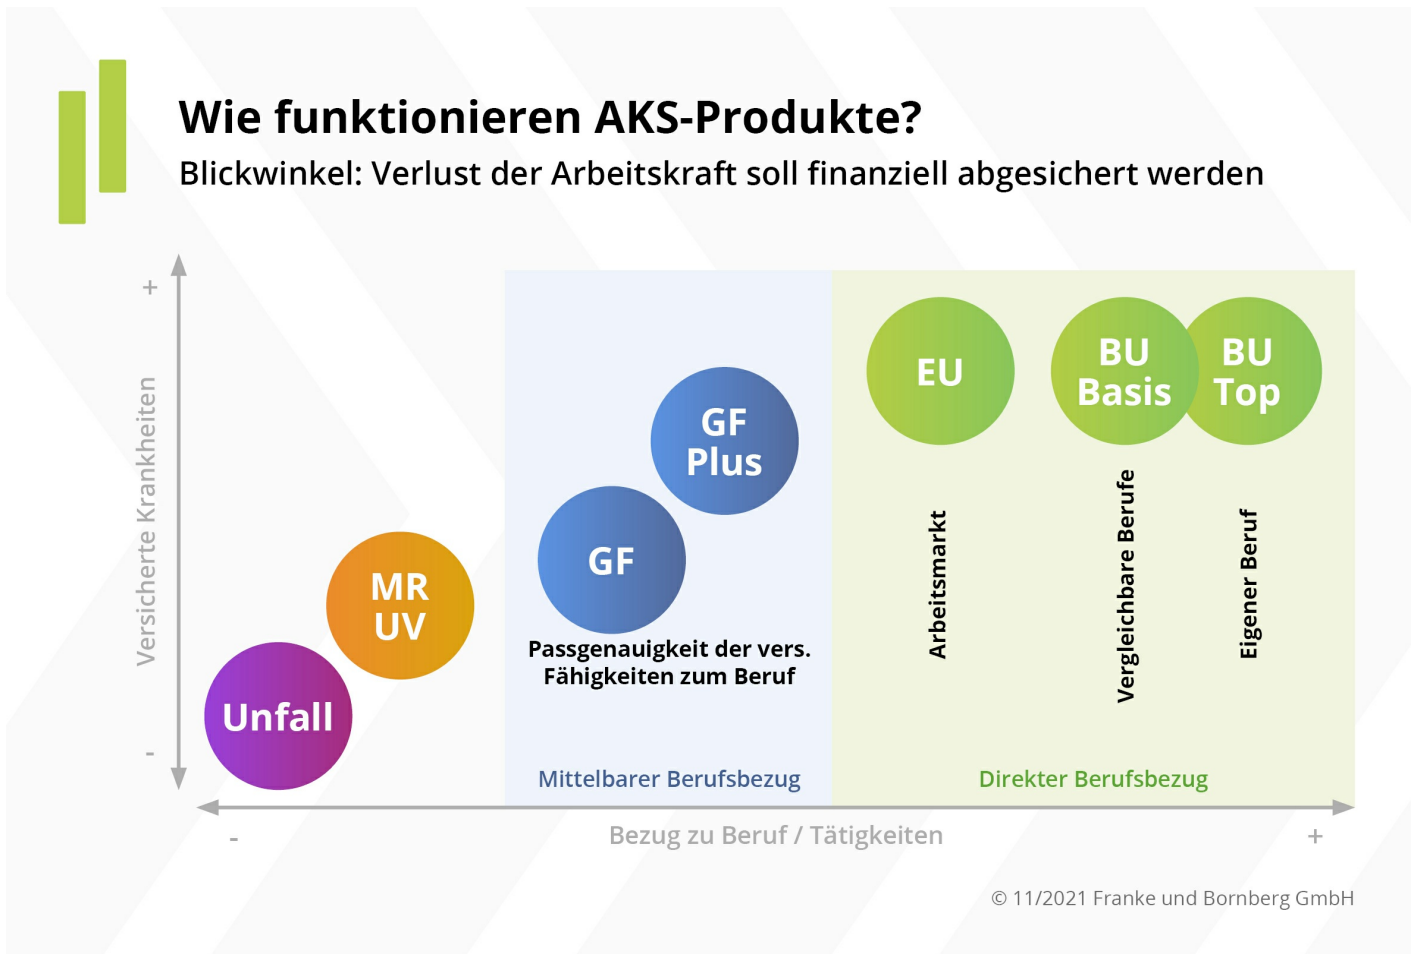 Wie funktionieren AKS-Produkte?
Blickwinkel: Verlust der Arbeitskraft soll finanziell abgesichert werden
+
Versicherte Krankheiten
-
Unfall
MR
UV
GF
GF
Plus
Passgenauigkeit der vers.
Fähigkeiten zum Beruf
Mittelbarer Berufsbezug
EU
BU
Basis
BU
Top
Arbeitsmarkt
Vergleichbare Berufe
Eigener Beruf
Direkter Berufsbezug
-
Bezug zu Beruf / Tätigkeiten
+
© 11/2021 Franke und Bornberg GmbH